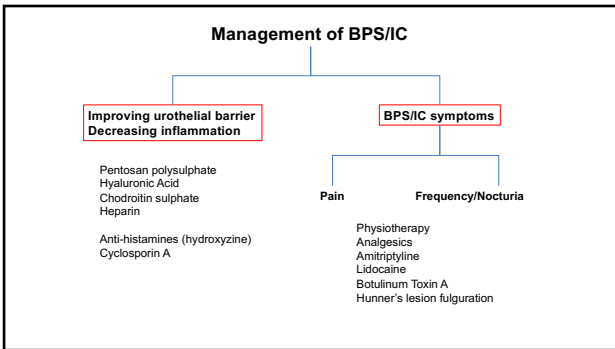 Management of BPS/IC
Improving urothelial barrier
Decreasing inflammation
Pentosan polysulphate
Hyaluronic Acid
Chodroitin sulphate
Heparin
Anti-histamines (hydroxyzine)
Cyclosporin A
BPS/IC symptoms
Pain
Frequency/Nocturia
Physiotherapy
Analgesics
Amitriptyline
Lidocaine
Botulinum Toxin A
Hunner's lesion fulguration